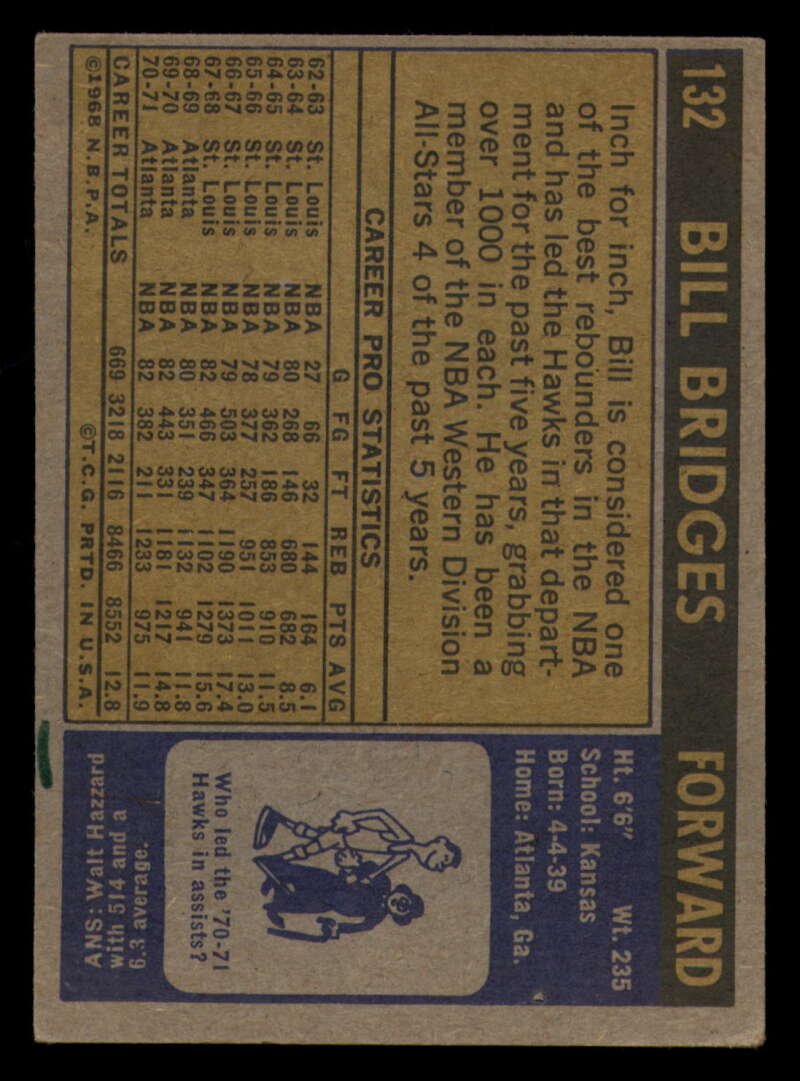 132 BILL BRIDGES FORWARD
Inch for inch, Bill is considered one
of the best rebounders in the NBA
and has led the Hawks in that depart-
ment for the past five years, grabbing
over 1000 in each. He has been a
member of the NBA Western Division
All-Stars 4 of the past 5 years.
CAREER PRO STATISTICS
G FG FT REB PTS AVG
62-63 St. Louis NBA 27 66 32 144 164 6.1
63-64 St. Louis NBA 80 268 146 680 682 8.5
64-65 St. Louis NBA 79 362 186 853 910 11.5
65-66 St. Louis NBA 78 377 257 951 1011 13.0
66-67 St. Louis NBA 79 503 364 1190 1373 17.4
67-68 St. Louis NBA 82 466 347 1102 1279 15.6
68-69 Atlanta NBA 80 351 239 1132 941 11.8
69-70 Atlanta NBA 82 443 331 1181 1217 14.8
70-71 Atlanta NBA 82 382 211 1233 975 11.9
CAREER TOTALS 669 3218 2116 8466 8552 12.8
©1968 N.B.P.A. ©T.C.G. PRTD. IN U.S.A.
Ht. 6'6" Wt. 235
School: Kansas
Born: 4-4-39
Home: Atlanta, Ga.
Who led the '70-71
Hawks in assists?
ANS: Walt Hazzard
with 514 and a
6.3 average.